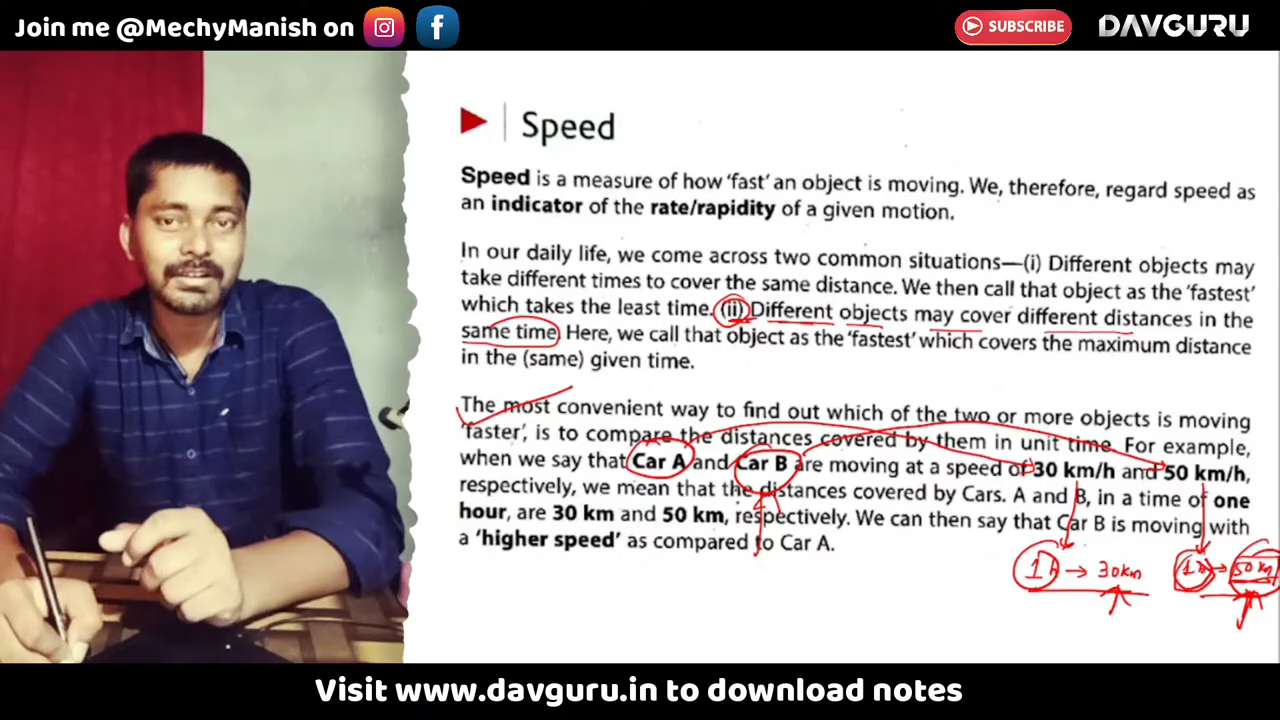 Join me @MechyManish on
SUBSCRIBE
DAVGURU
Speed
Speed is a measure of how 'fast' an object is moving. We, therefore, regard speed as
an indicator of the rate/rapidity of a given motion.
In our daily life, we come across two common situations—(i) Different objects may
take different times to cover the same distance. We then call that object as the 'fastest'
which takes the least time. (ii) Different objects may cover different distances in the
same time. Here, we call that object as the 'fastest' which covers the maximum distance
in the (same) given time.
The most convenient way to find out which of the two or more objects is moving
'faster', is to compare the distances covered by them in unit time. For example,
when we say that Car A and Car B are moving at a speed of 30 km/h and 50 km/h,
respectively, we mean that the distances covered by Cars. A and B, in a time of one
hour, are 30 km and 50 km, respectively. We can then say that Car B is moving with
a 'higher speed' as compared to Car A.
1h → 30km
1h → 50km
Visit www.davguru.in to download notes